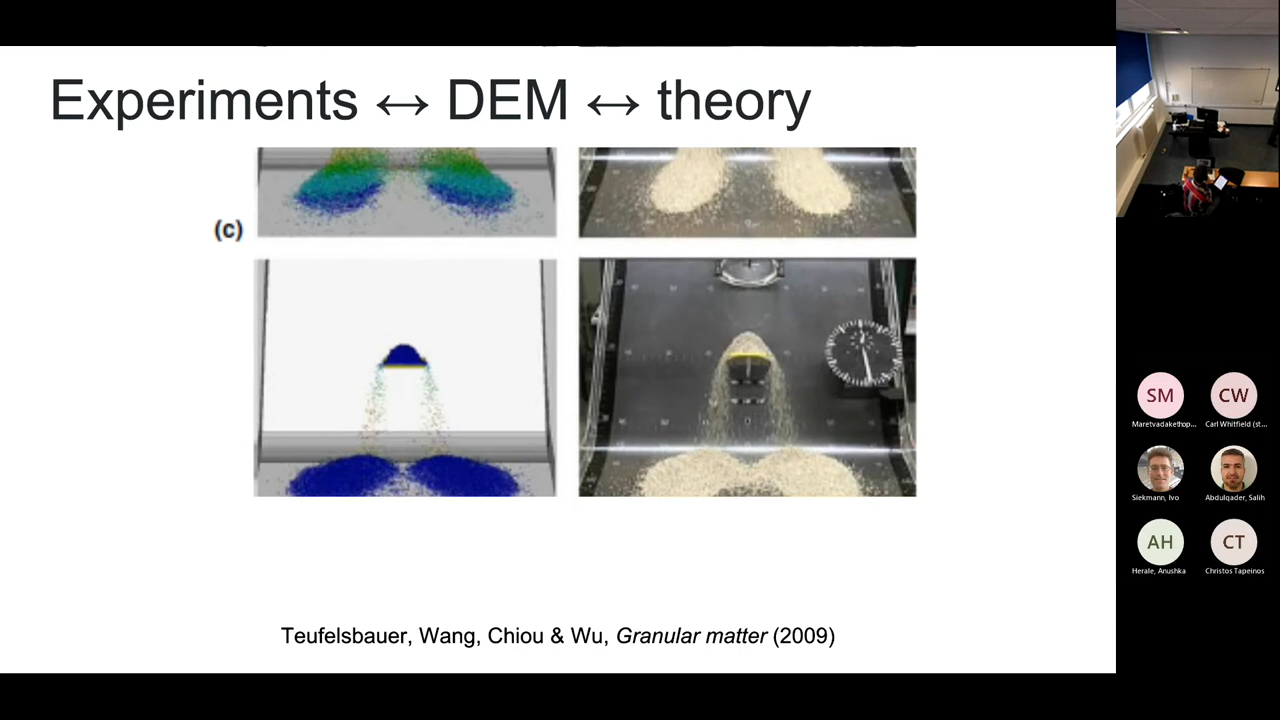 Experiments ↔ DEM ↔ theory
(c)
Teufelsbauer, Wang, Chiou & Wu, Granular matter (2009)
SM
CW
Maretvadakethop...
Carl Whitfield (st...
Siekmann, Ivo
Abdulqader, Salih
AH
CT
Herale, Anushka
Christos Tapeinos